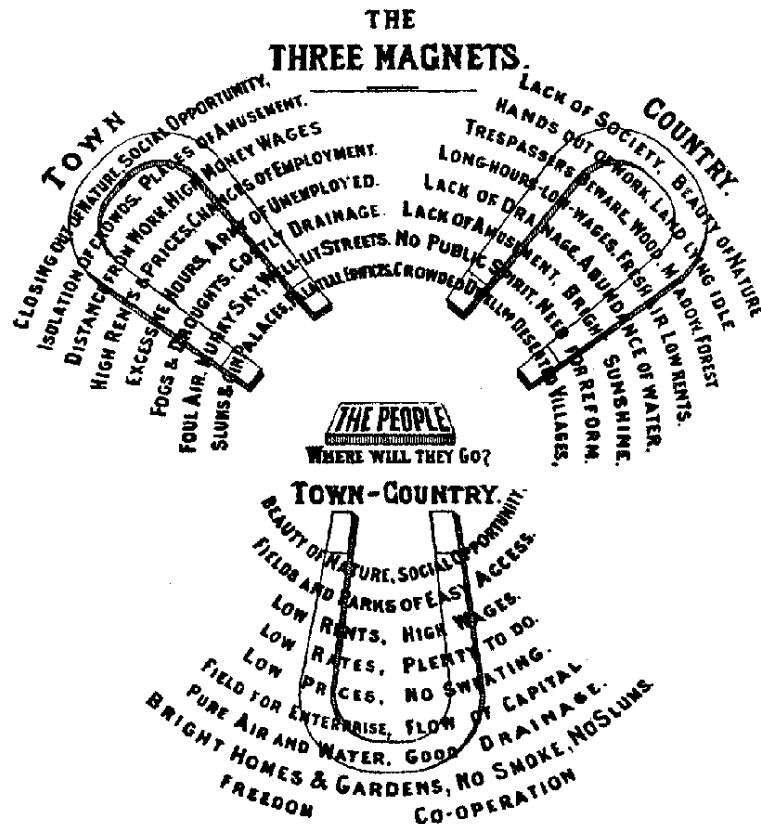 THE
THREE MAGNETS.
TOWN
CLOSING OUT OF NATURE. SOCIAL OPPORTUNITY.
ISOLATION OF CROWDS. PLACES OF AMUSEMENT.
DISTANCE FROM WORK. HIGH MONEY WAGES
HIGH RENTS & PRICES. CHANCES OF EMPLOYMENT.
EXCESSIVE HOURS. ARMY OF UNEMPLOYED.
FOGS & DROUGHTS. COSTLY DRAINAGE.
FOUL AIR. MURKY SKY. WELL-LIT STREETS.
SLUMS & GIN PALACES. PALATIAL EDIFICES.
COUNTRY.
LACK OF SOCIETY. BEAUTY OF NATURE
HANDS OUT OF WORK. LAND LYING IDLE
TRESPASSERS BEWARE. WOOD, MEADOW, FOREST
LONG-HOURS-LOW-WAGES. FRESH AIR LOW RENTS.
LACK OF DRAINAGE. ABUNDANCE OF WATER.
LACK OF AMUSEMENT. BRIGHT SUNSHINE.
NO PUBLIC SPIRIT. NEED FOR REFORM.
CROWDED DESERTED VILLAGES,
THE PEOPLE
WHERE WILL THEY GO?
TOWN-COUNTRY.
BEAUTY OF NATURE, SOCIAL OPPORTUNITY.
FIELDS AND PARKS OF EASY ACCESS.
LOW RENTS, HIGH WAGES.
LOW RATES, PLENTY TO DO.
LOW PRICES, NO SWEATING.
FIELD FOR ENTERPRISE, FLOW OF CAPITAL
PURE AIR AND WATER, GOOD DRAINAGE.
BRIGHT HOMES & GARDENS, NO SMOKE, NO SLUMS.
FREEDOM CO-OPERATION